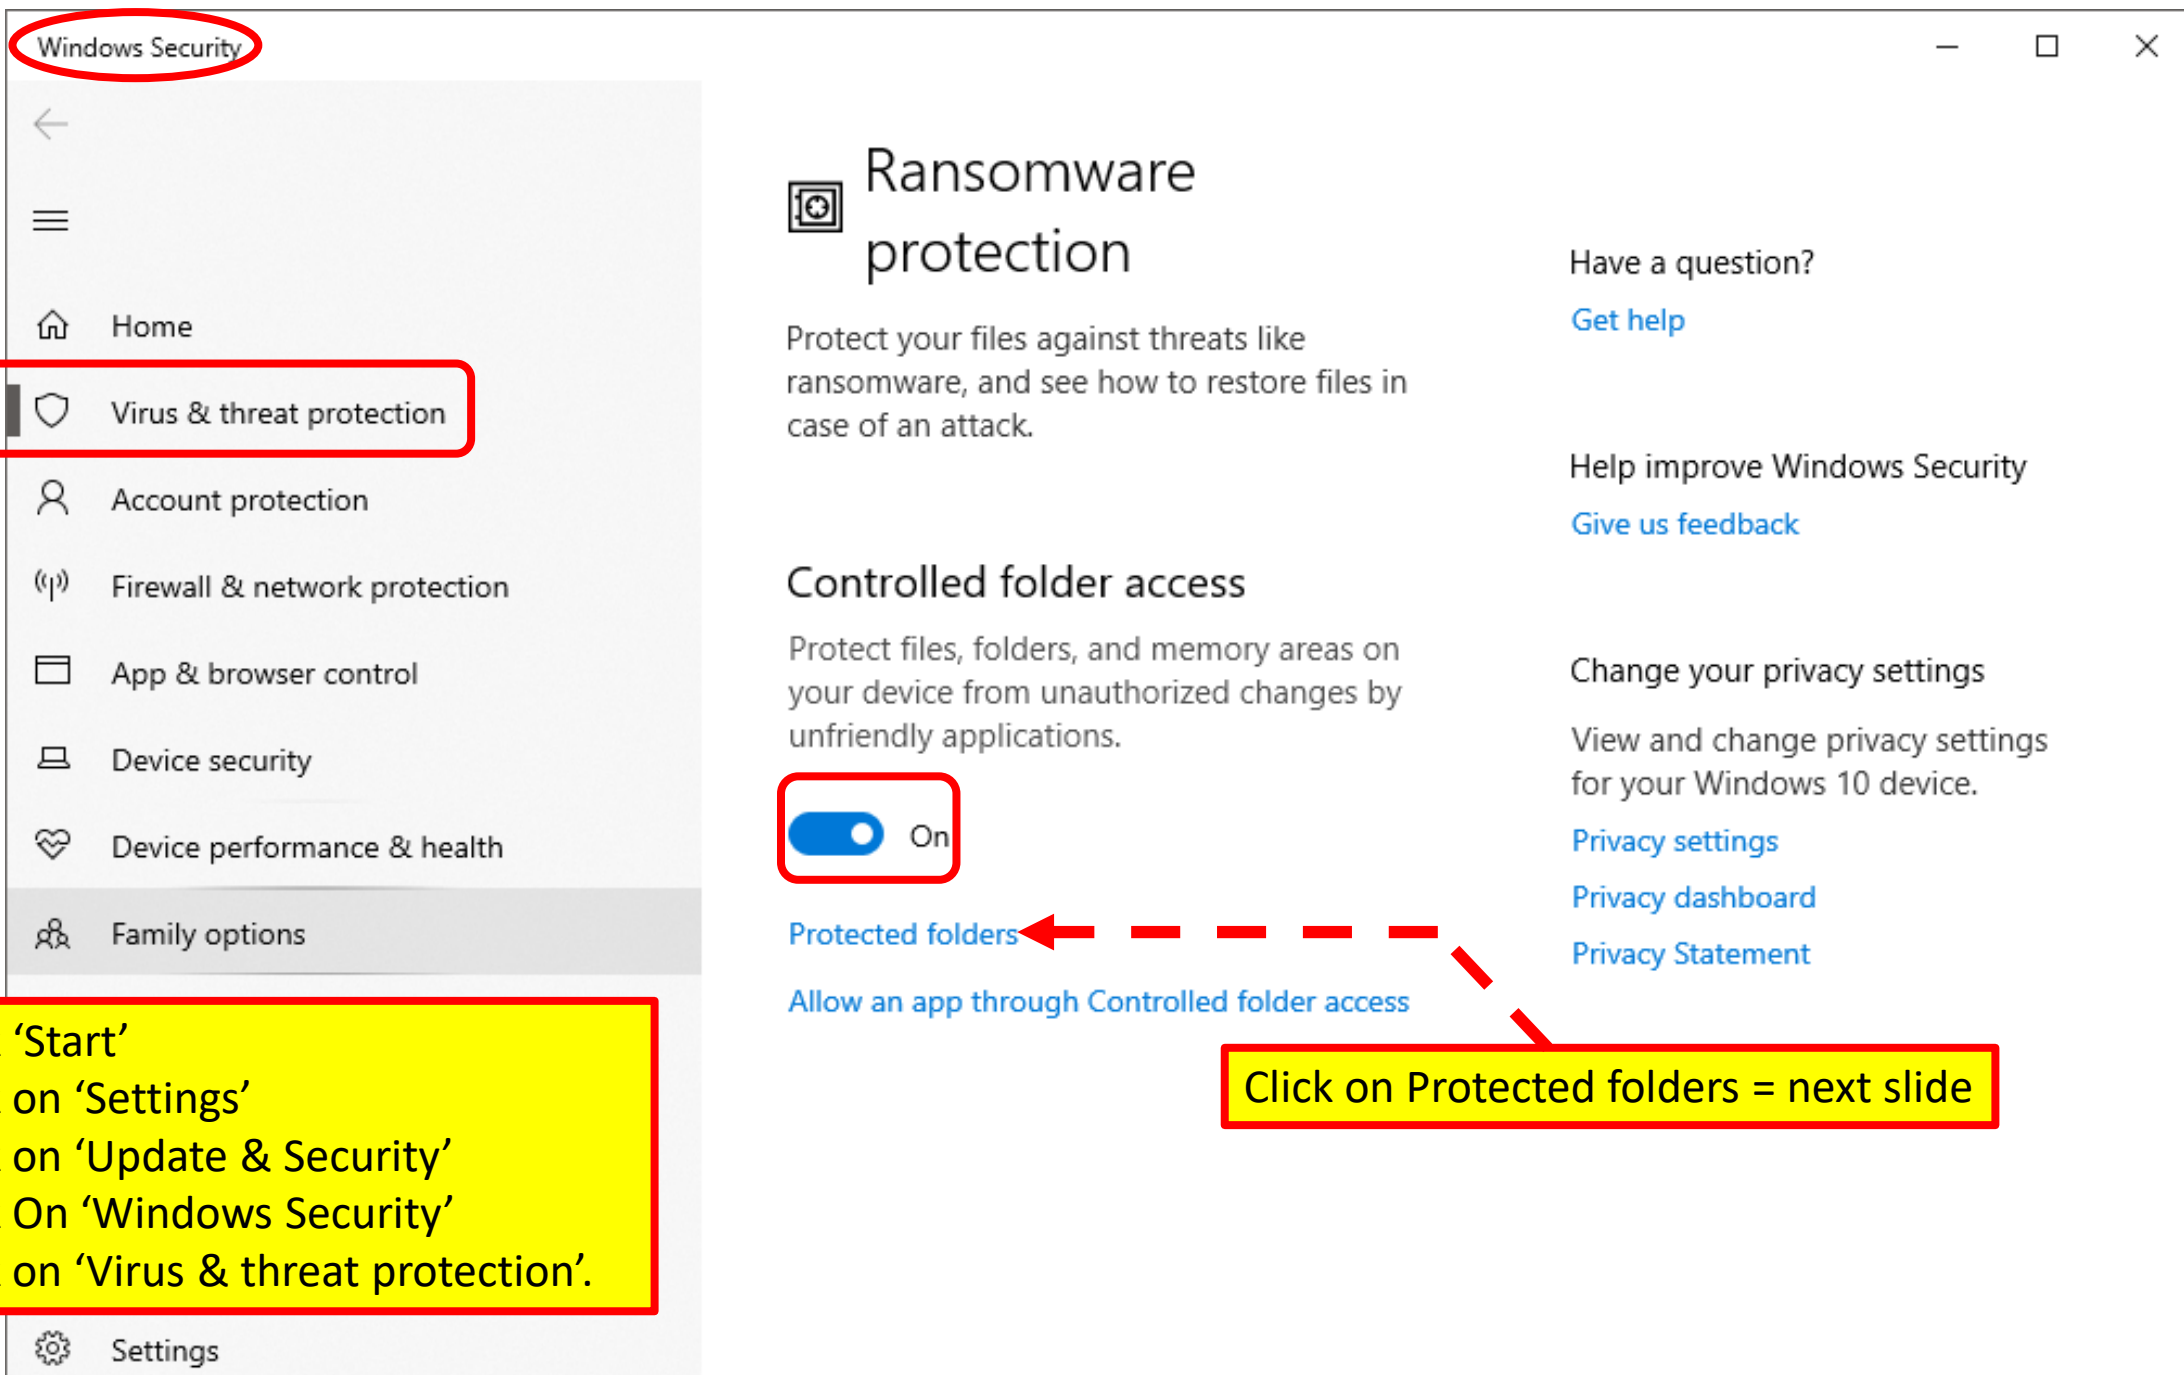 Windows Security
Home
Virus & threat protection
Account protection
Firewall & network protection
App & browser control
Device security
Device performance & health
Family options
‘Start’
on ‘Settings’
on ‘Update & Security’
On ‘Windows Security’
on ‘Virus & threat protection’.
Settings
Ransomware
protection
Protect your files against threats like
ransomware, and see how to restore files in
case of an attack.
Controlled folder access
Protect files, folders, and memory areas on
your device from unauthorized changes by
unfriendly applications.
On
Protected folders
Allow an app through Controlled folder access
Click on Protected folders = next slide
Have a question?
Get help
Help improve Windows Security
Give us feedback
Change your privacy settings
View and change privacy settings
for your Windows 10 device.
Privacy settings
Privacy dashboard
Privacy Statement